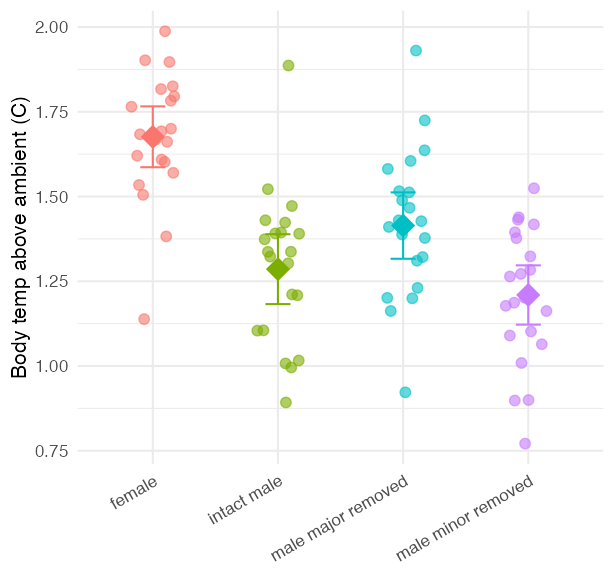 Body temp above ambient (C)
2.00
1.75
1.50
1.25
1.00
0.75
female
intact male
male major removed
male minor removed